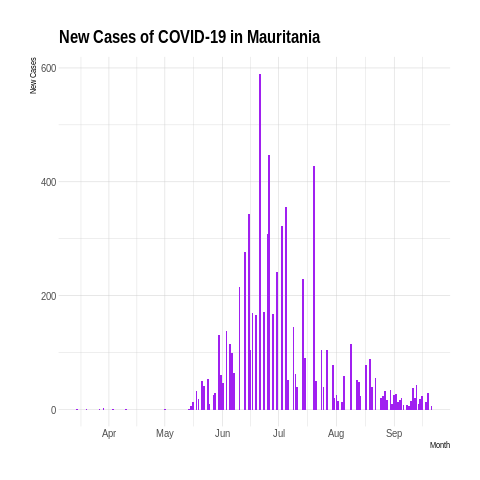 New Cases of COVID-19 in Mauritania
New Cases
600
400
200
0
Apr May Jun Jul Aug Sep
Month